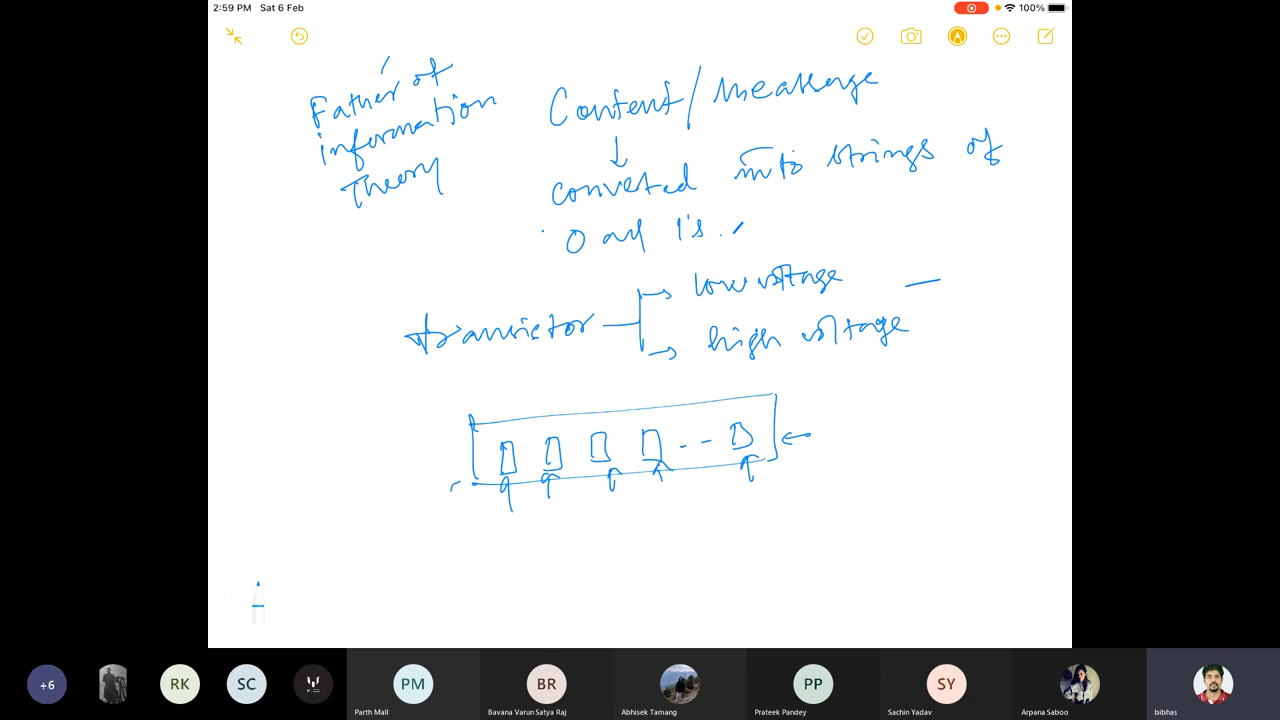 2:59 PM Sat 6 Feb
100%
Father of
information
Theory
Content/Meassage
↓
converted into strings of
0 and 1's.
transistor → low voltage —
→ high voltage
+6
RK
SC
PM
Parth Mall
BR
Bavana Varun Satya Raj
Abhisek Tamang
PP
Prateek Pandey
SY
Sachin Yadav
Arpana Saboo
bibhas